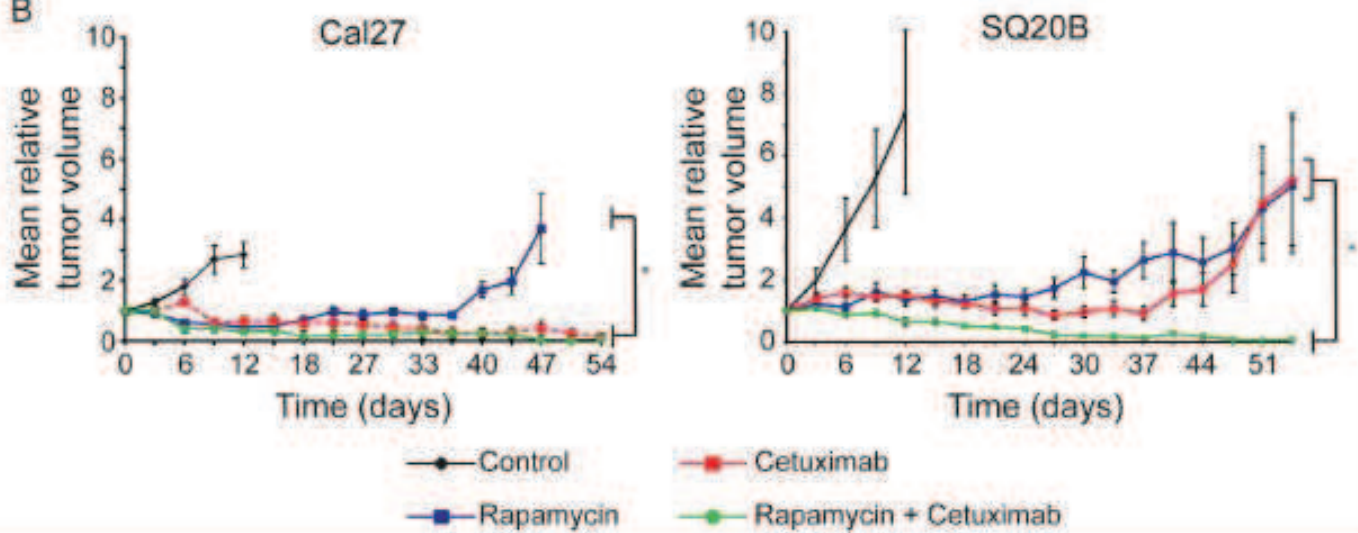 B
Cal27
SQ20B
Mean relative
tumor volume
10
8
6
4
2
0
0 6 12 18 27 33 40 47 54
Time (days)
*
Mean relative
tumor volume
10
8
6
4
2
0
0 6 12 18 24 30 37 44 51
Time (days)
*
Control
Cetuximab
Rapamycin
Rapamycin + Cetuximab